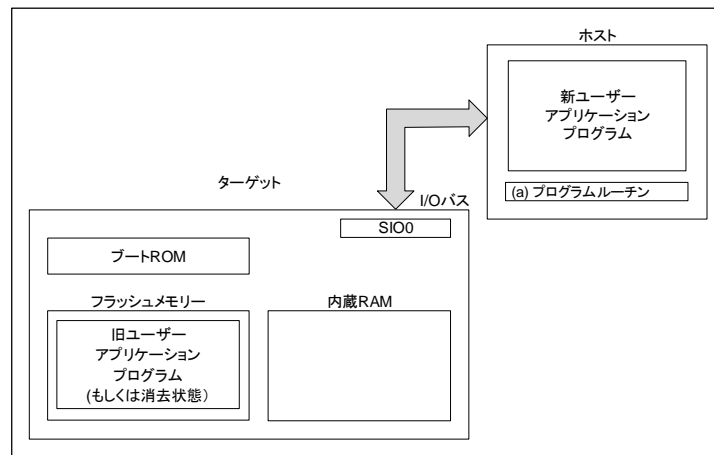 ホスト
新ユーザー
アプリケーション
プログラム
(a) プログラムルーチン
ターゲット
I/Oバス
SIO0
ブートROM
フラッシュメモリー
内蔵RAM
旧ユーザー
アプリケーション
プログラム
(もしくは消去状態)